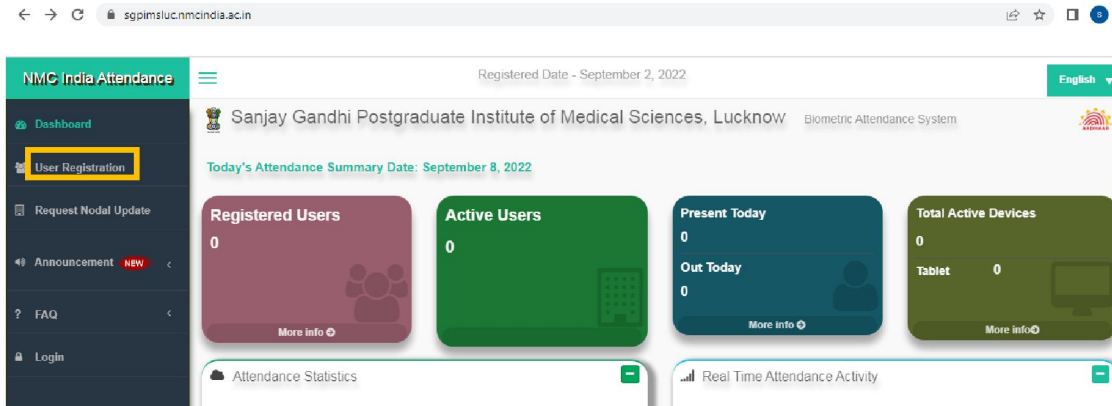 sgpimsluc.nmcindia.ac.in
S
NMC India Attendance
Registered Date - September 2, 2022
English
Sanjay Gandhi Postgraduate Institute of Medical Sciences, Lucknow Biometric Attendance System
AADHAAR
Dashboard
User Registration
Request Nodal Update
Announcement NEW
? FAQ
Login
Today's Attendance Summary Date: September 8, 2022
Registered Users
0
More info
Active Users
0
Present Today
0
Out Today
0
More info
Total Active Devices
0
Tablet 0
More info
Attendance Statistics
Real Time Attendance Activity